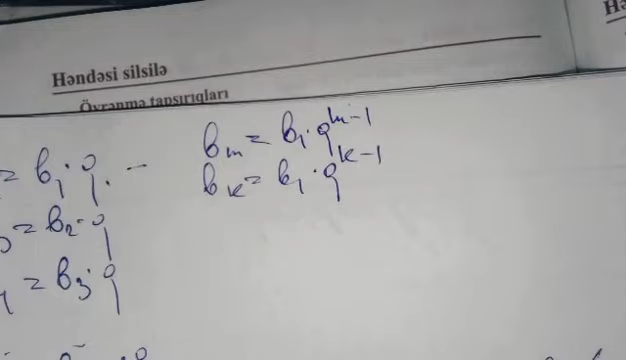 Həndəsi silsilə
Öyrənmə tapşırıqları
= b₁·q.
= b₂·q
= b₃·q
bₘ = b₁·qᵐ⁻¹
bₖ = b₁·qᵏ⁻¹